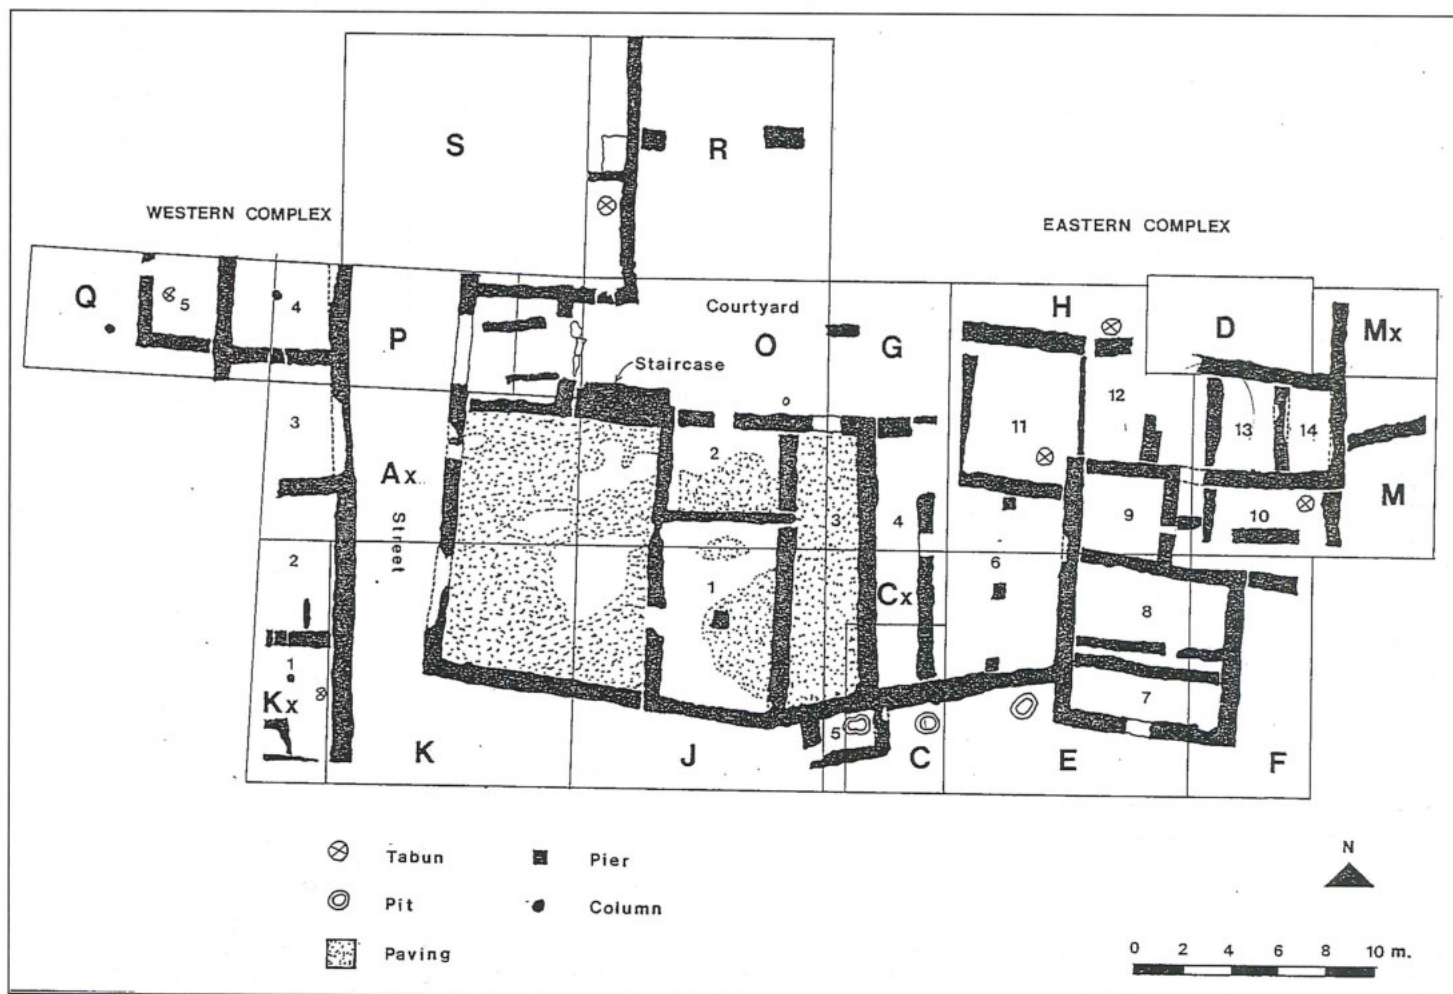 S
R
WESTERN COMPLEX
EASTERN COMPLEX
Q
5
4
P
Courtyard
O
G
H
D
Mx
Staircase
3
Ax
Street
2
11
12
13
14
M
3
4
9
10
2
1
Cx
6
8
1
Kx
7
K
J
5
C
E
F
Tabun
Pier
Pit
Column
Paving
N
0 2 4 6 8 10 m.